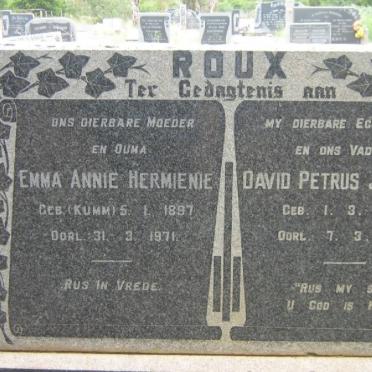 ROUX
Ter Gedagtenis aan
ONS DIERBARE MOEDER
EN OUMA
EMMA ANNIE HERMIENIE
GEB. (KUMM) 5. 1. 1897
OORL. 31. 3. 1971.
RUS IN VREDE.
MY DIERBARE
EN ONS
DAVID PETRUS
GEB. 1. 3.
OORL. 7. 3
"RUS MY
U GOD IS